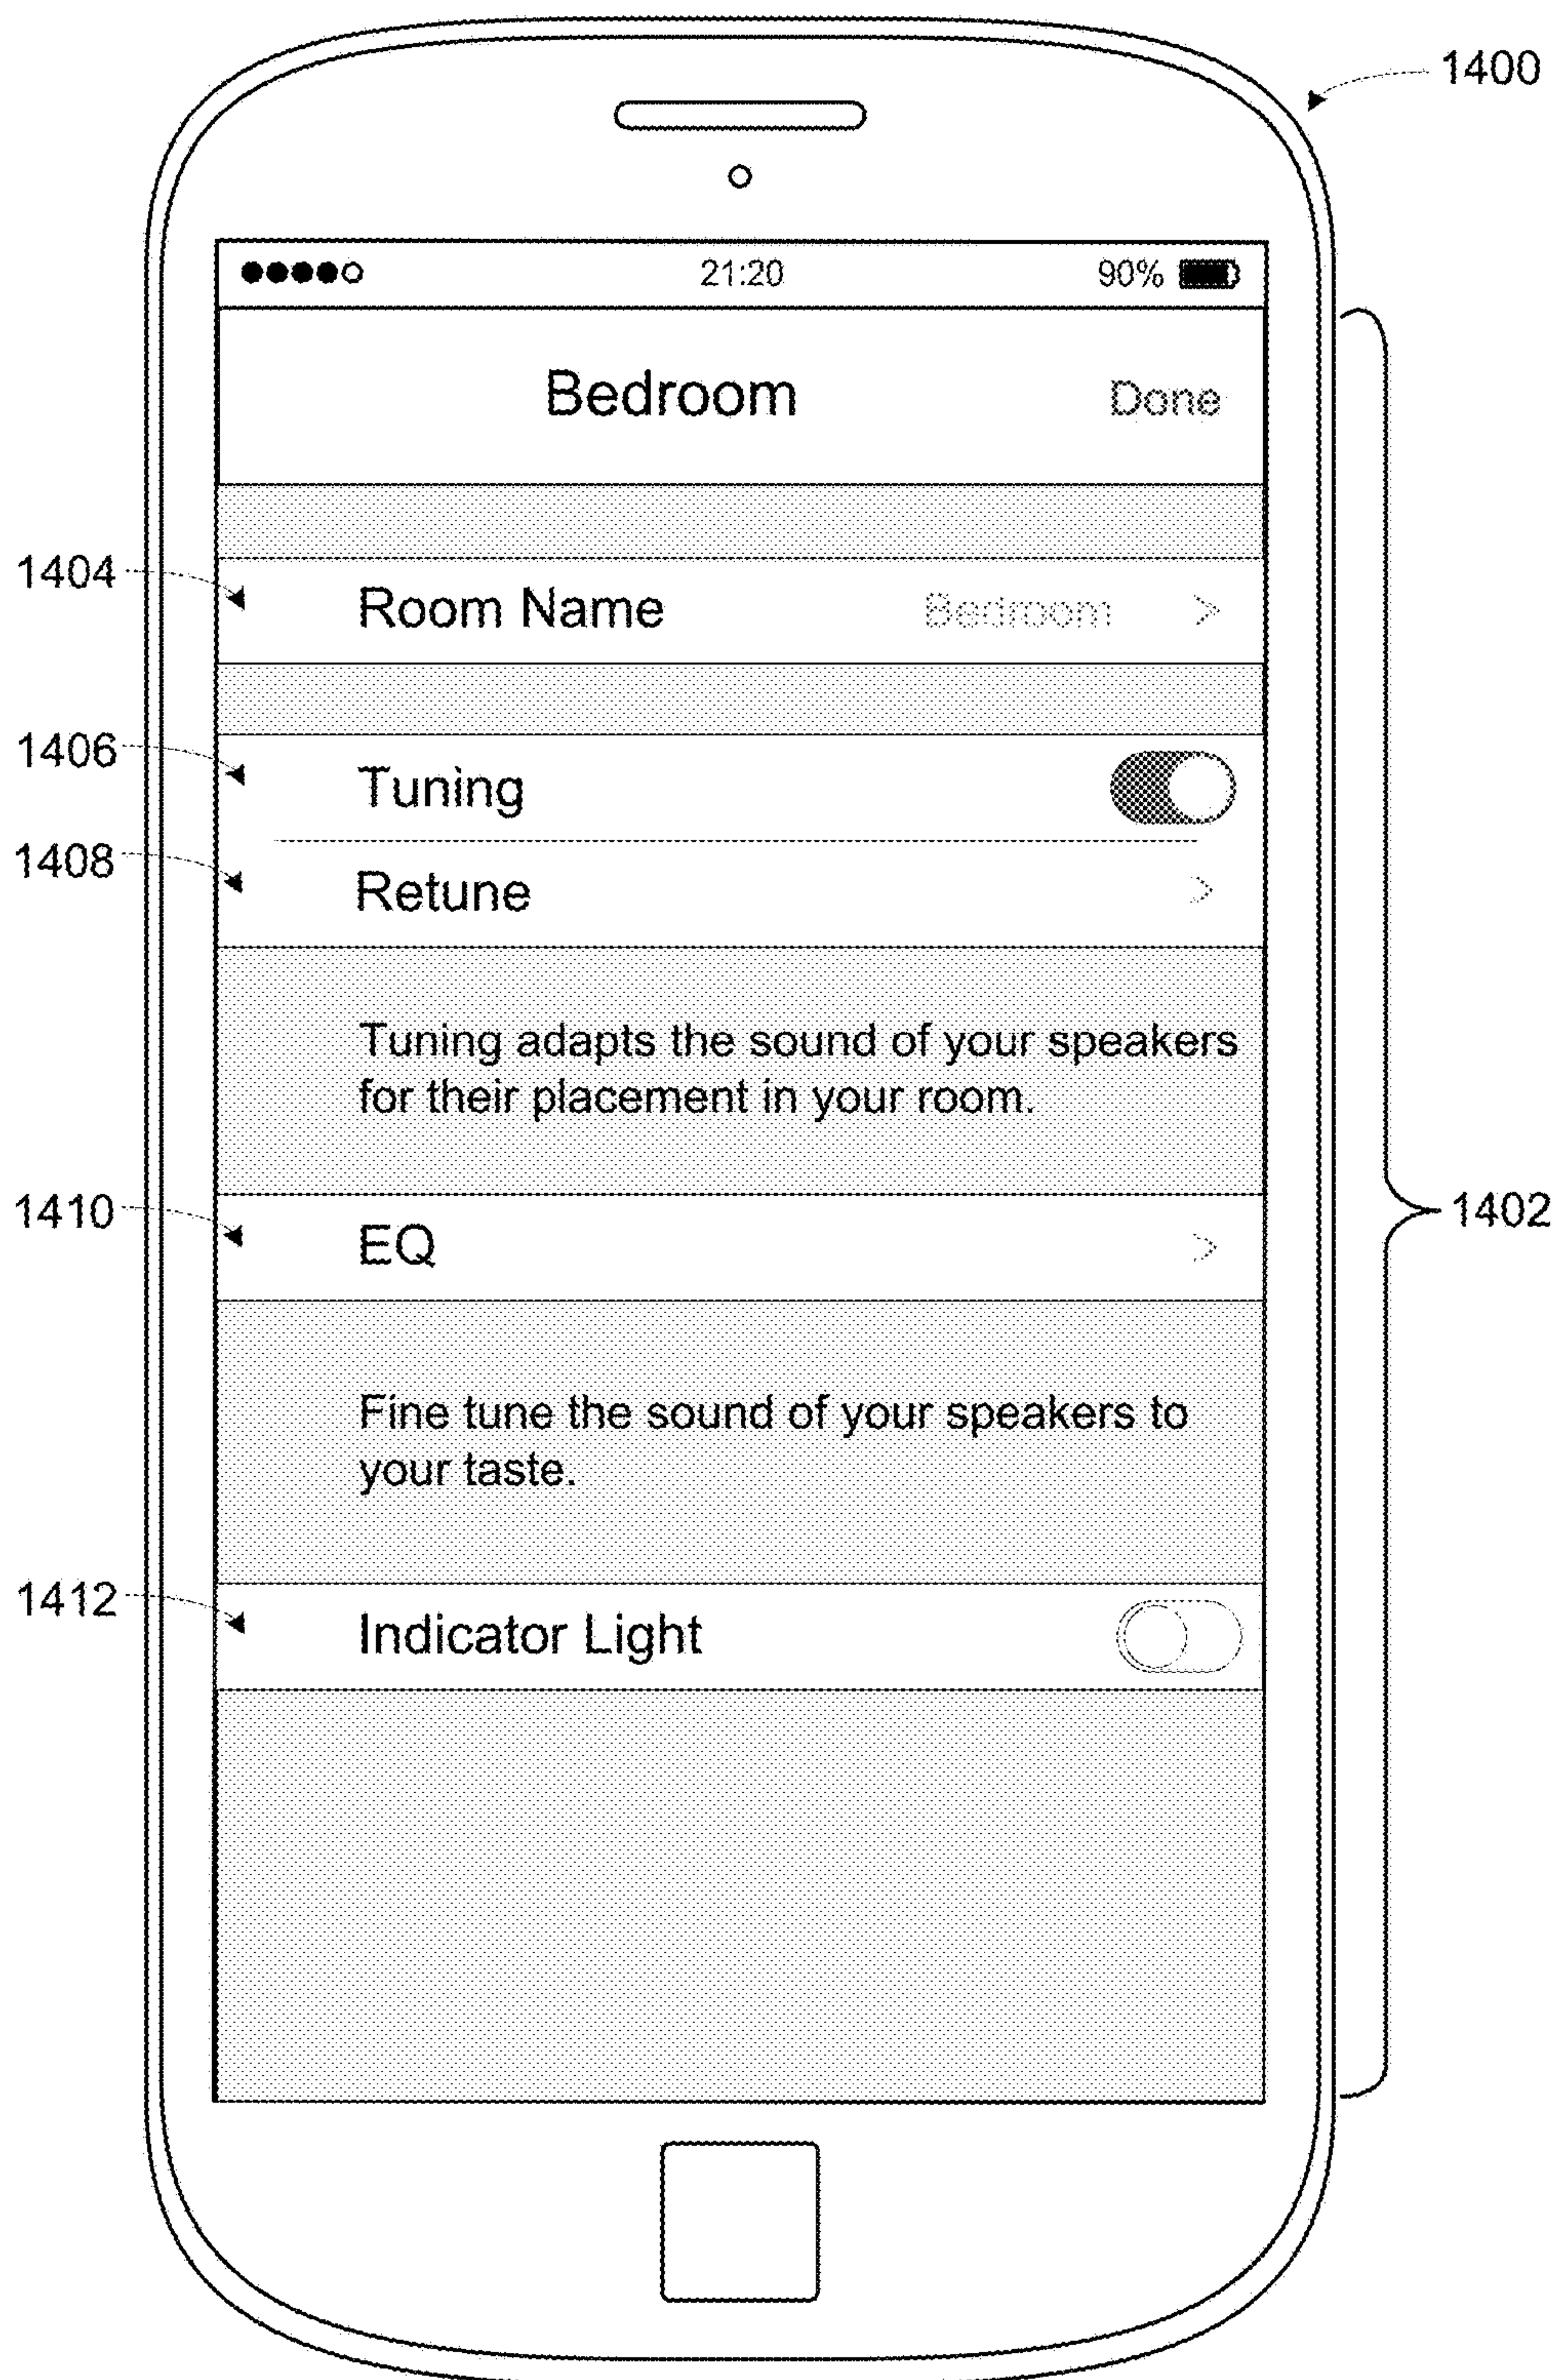 1400
21:20 90%
Bedroom Done
1404 Room Name Bedroom >
1406 Tuning
1408 Retune >
Tuning adapts the sound of your speakers
for their placement in your room.
1410 EQ >
1402
Fine tune the sound of your speakers to
your taste.
1412 Indicator Light